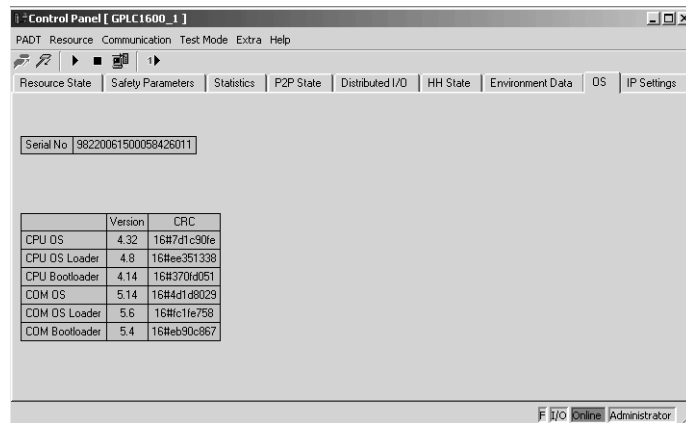 Control Panel [ GPLC1600_1 ]
PADT Resource Communication Test Mode Extra Help
1
Resource State Safety Parameters Statistics P2P State Distributed I/O HH State Environment Data OS IP Settings
Serial No 98220061500058426011
Version CRC
CPU OS 4.32 16#7d1c90fe
CPU OS Loader 4.8 16#ee351338
CPU Bootloader 4.14 16#370fd051
COM OS 5.14 16#4d1d8029
COM OS Loader 5.6 16#fc1fe758
COM Bootloader 5.4 16#eb90c867
F I/O Online Administrator